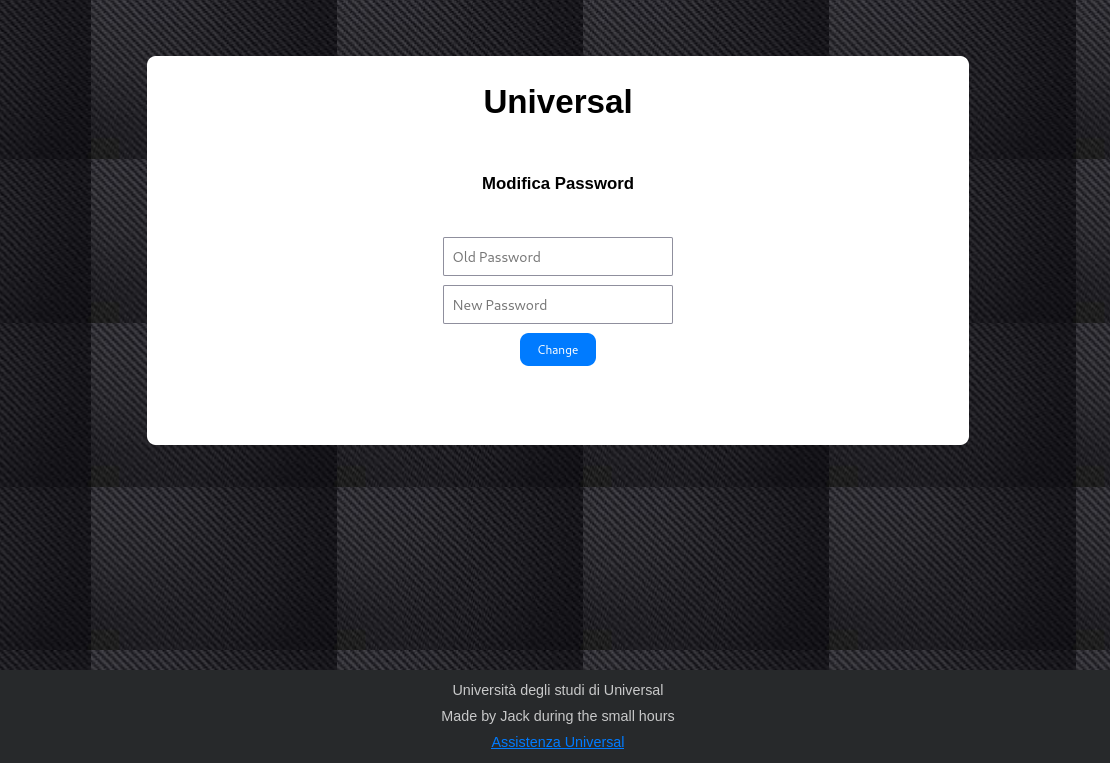 Universal
Modifica Password
Old Password
New Password
Change
Università degli studi di Universal
Made by Jack during the small hours
Assistenza Universal